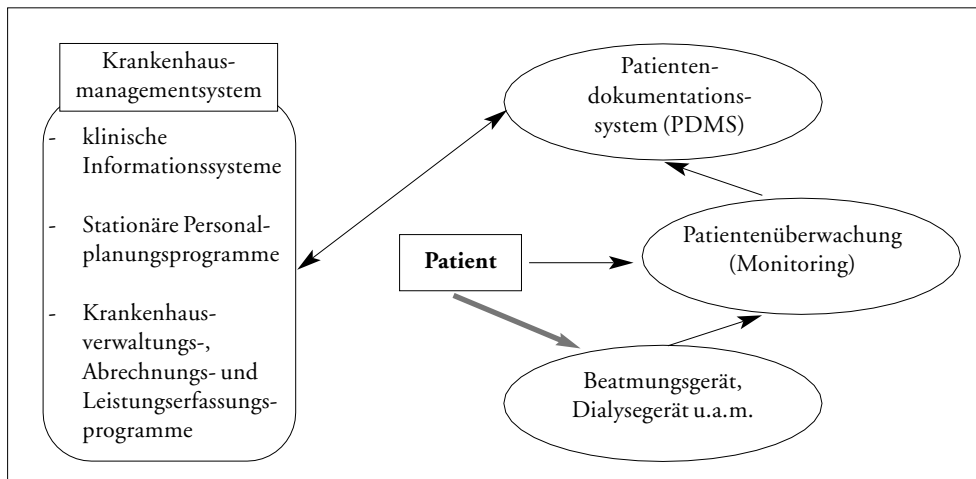 Krankenhaus-
managementsystem
- klinische
Informationssysteme
- Stationäre Personal-
planungsprogramme
- Krankenhaus-
verwaltungs-,
Abrechnungs- und
Leistungserfassungs-
programme
Patienten-
dokumentations-
system (PDMS)
Patientenüberwachung
(Monitoring)
Patient
Beatmungsgerät,
Dialysegerät u.a.m.